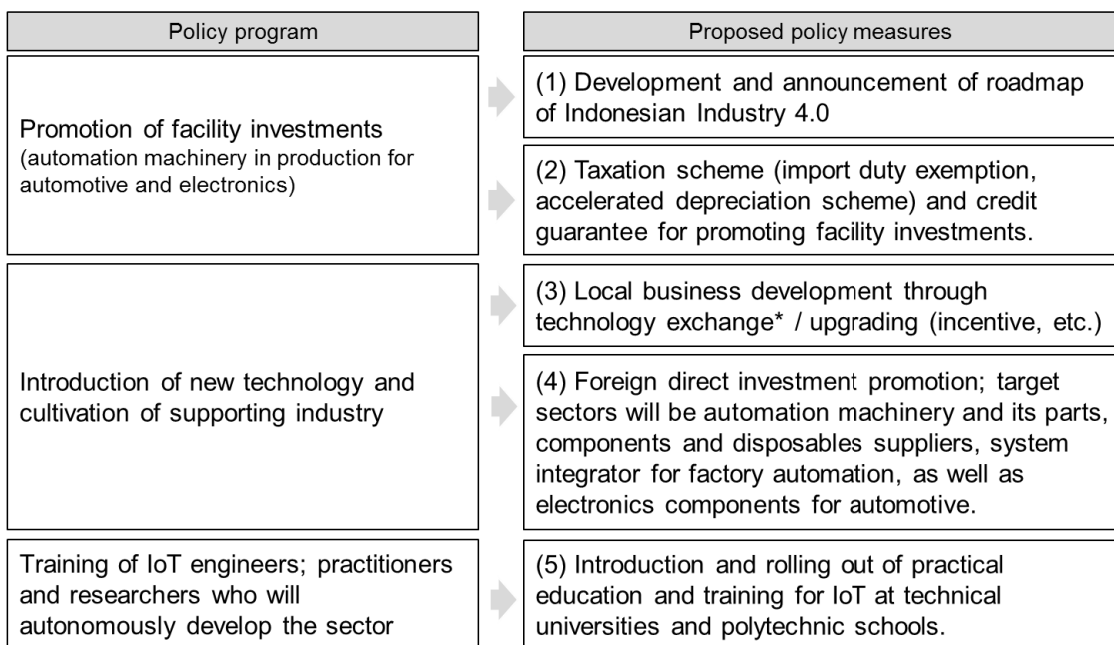 Policy program
Proposed policy measures
Promotion of facility investments
(automation machinery in production for
automotive and electronics)
(1) Development and announcement of roadmap
of Indonesian Industry 4.0
(2) Taxation scheme (import duty exemption,
accelerated depreciation scheme) and credit
guarantee for promoting facility investments.
Introduction of new technology and
cultivation of supporting industry
(3) Local business development through
technology exchange* / upgrading (incentive, etc.)
(4) Foreign direct investment promotion; target
sectors will be automation machinery and its parts,
components and disposables suppliers, system
integrator for factory automation, as well as
electronics components for automotive.
Training of IoT engineers; practitioners
and researchers who will
autonomously develop the sector
(5) Introduction and rolling out of practical
education and training for IoT at technical
universities and polytechnic schools.